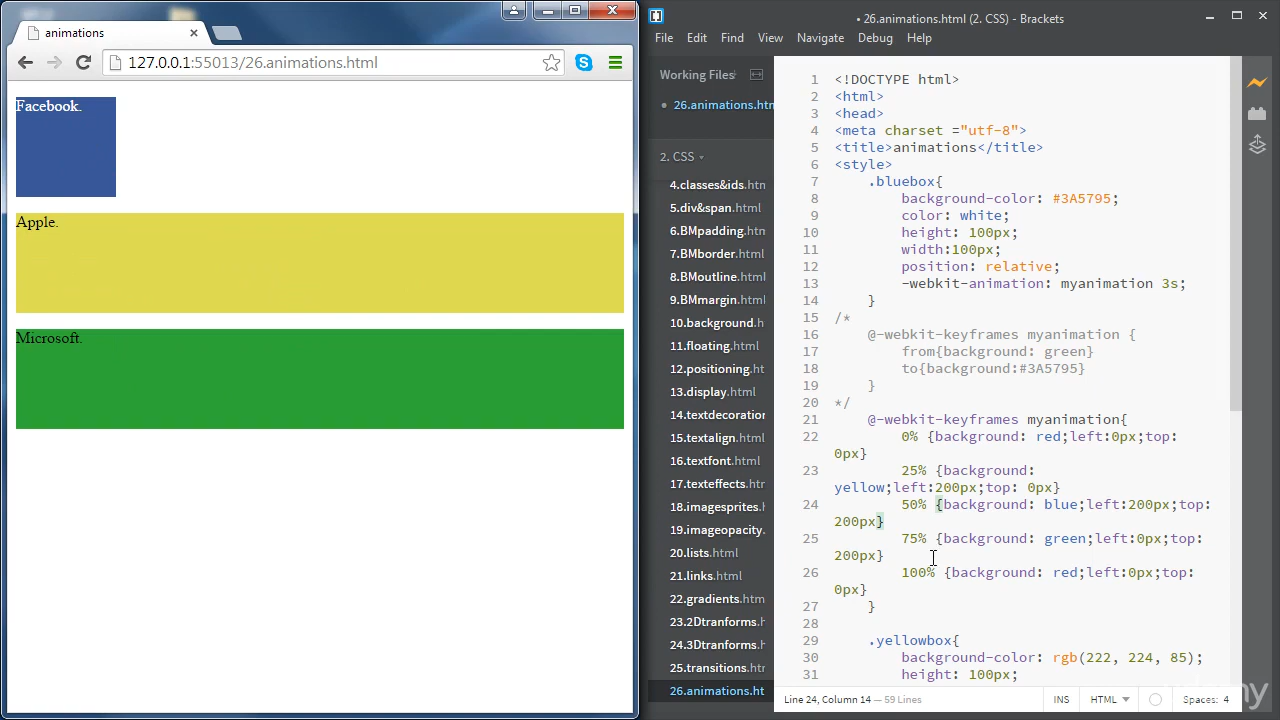 animations
127.0.0.1:55013/26.animations.html
Facebook.
Apple.
Microsoft.
• 26.animations.html (2. CSS) - Brackets
File Edit Find View Navigate Debug Help
Working Files
26.animations.htm
2. CSS
4.classes&ids.htm
5.div&span.html
6.BMpadding.htm
7.BMborder.html
8.BMoutline.html
9.BMmargin.html
10.background.h
11.floating.html
12.positioning.htm
13.display.html
14.textdecoration
15.textalign.html
16.textfont.html
17.texteffects.htm
18.imagesprites.h
19.imageopacity.
20.lists.html
21.links.html
22.gradients.htm
23.2Dtranforms.h
24.3Dtranforms.h
25.transitions.html
26.animations.ht
1 <!DOCTYPE html>
2 <html>
3 <head>
4 <meta charset ="utf-8">
5 <title>animations</title>
6 <style>
7 .bluebox{
8 background-color: #3A5795;
9 color: white;
10 height: 100px;
11 width:100px;
12 position: relative;
13 -webkit-animation: myanimation 3s;
14 }
15 /*
16 @-webkit-keyframes myanimation {
17 from{background: green}
18 to{background:#3A5795}
19 }
20 */
21 @-webkit-keyframes myanimation{
22 0% {background: red;left:0px;top:
0px}
23 25% {background:
yellow;left:200px;top: 0px}
24 50% {background: blue;left:200px;top:
200px}
25 75% {background: green;left:0px;top:
200px}
26 100% {background: red;left:0px;top:
0px}
27 }
28
29 .yellowbox{
30 background-color: rgb(222, 224, 85);
31 height: 100px;
Line 24, Column 14 — 59 Lines
INS HTML Spaces: 4